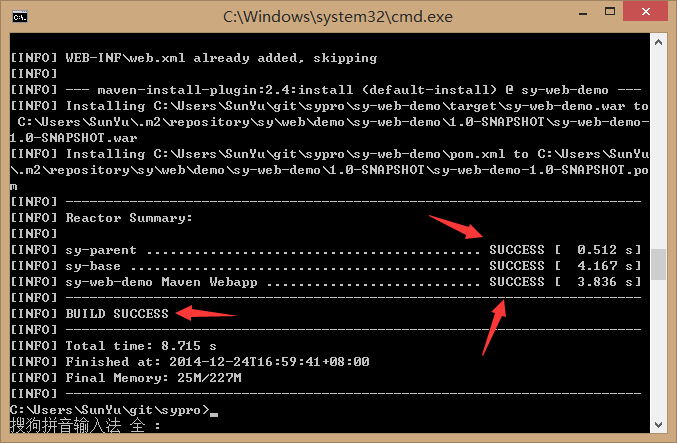 C:\Windows\system32\cmd.exe
[INFO] WEB-INF\web.xml already added, skipping
[INFO]
[INFO] --- maven-install-plugin:2.4:install (default-install) @ sy-web-demo ---
[INFO] Installing C:\Users\SunYu\git\sypro\sy-web-demo\target\sy-web-demo.war to
 C:\Users\SunYu\.m2\repository\sy\web\demo\sy-web-demo\1.0-SNAPSHOT\sy-web-demo-
1.0-SNAPSHOT.war
[INFO] Installing C:\Users\SunYu\git\sypro\sy-web-demo\pom.xml to C:\Users\SunYu
\.m2\repository\sy\web\demo\sy-web-demo\1.0-SNAPSHOT\sy-web-demo-1.0-SNAPSHOT.po
m
[INFO] ------------------------------------------------------------------------
[INFO] Reactor Summary:
[INFO]
[INFO] sy-parent .......................................... SUCCESS [  0.512 s]
[INFO] sy-base ............................................ SUCCESS [  4.167 s]
[INFO] sy-web-demo Maven Webapp ........................... SUCCESS [  3.836 s]
[INFO] ------------------------------------------------------------------------
[INFO] BUILD SUCCESS
[INFO] ------------------------------------------------------------------------
[INFO] Total time: 8.715 s
[INFO] Finished at: 2014-12-24T16:59:41+08:00
[INFO] Final Memory: 25M/227M
[INFO] ------------------------------------------------------------------------
C:\Users\SunYu\git\sypro>_
搜狗拼音输入法 全 :